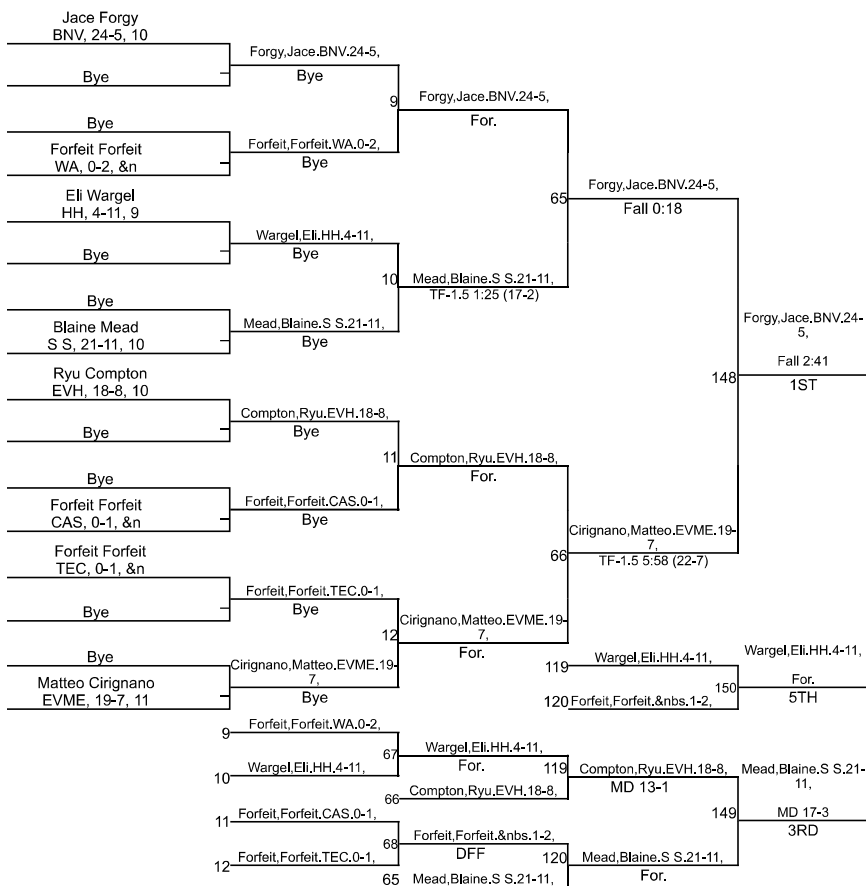 Jace Forgy
BNV, 24-5, 10
Bye
Bye
Forfeit Forfeit
WA, 0-2, &n
Eli Wargel
HH, 4-11, 9
Bye
Bye
Blaine Mead
S S, 21-11, 10
Ryu Compton
EVH, 18-8, 10
Bye
Bye
Forfeit Forfeit
CAS, 0-1, &n
Forfeit Forfeit
TEC, 0-1, &n
Bye
Bye
Matteo Cirignano
EVME, 19-7, 11
Forgy,Jace.BNV.24-5,
Bye
Forfeit,Forfeit.WA.0-2,
Bye
Wargel,Eli.HH.4-11,
Bye
Mead,Blaine.S S.21-11,
Bye
Compton,Ryu.EVH.18-8,
Bye
Forfeit,Forfeit.CAS.0-1,
Bye
Forfeit,Forfeit.TEC.0-1,
Bye
Cirignano,Matteo.EVME.19-
7,
Bye
9
Forgy,Jace.BNV.24-5,
For.
10
Mead,Blaine.S S.21-11,
TF-1.5 1:25 (17-2)
11
Compton,Ryu.EVH.18-8,
For.
12
Cirignano,Matteo.EVME.19-
7,
For.
65
Forgy,Jace.BNV.24-5,
Fall 0:18
66
Cirignano,Matteo.EVME.19-
7,
TF-1.5 5:58 (22-7)
148
Forgy,Jace.BNV.24-
5,
Fall 2:41
1ST
119
Wargel,Eli.HH.4-11,
120
Forfeit,Forfeit.&nbs.1-2,
150
Wargel,Eli.HH.4-11,
For.
5TH
9
Forfeit,Forfeit.WA.0-2,
10
Wargel,Eli.HH.4-11,
67
Wargel,Eli.HH.4-11,
For.
66
Compton,Ryu.EVH.18-8,
119
Compton,Ryu.EVH.18-8,
MD 13-1
11
Forfeit,Forfeit.CAS.0-1,
12
Forfeit,Forfeit.TEC.0-1,
68
Forfeit,Forfeit.&nbs.1-2,
DFF
65
Mead,Blaine.S S.21-11,
120
Mead,Blaine.S S.21-11,
For.
149
Mead,Blaine.S S.21-
11,
MD 17-3
3RD